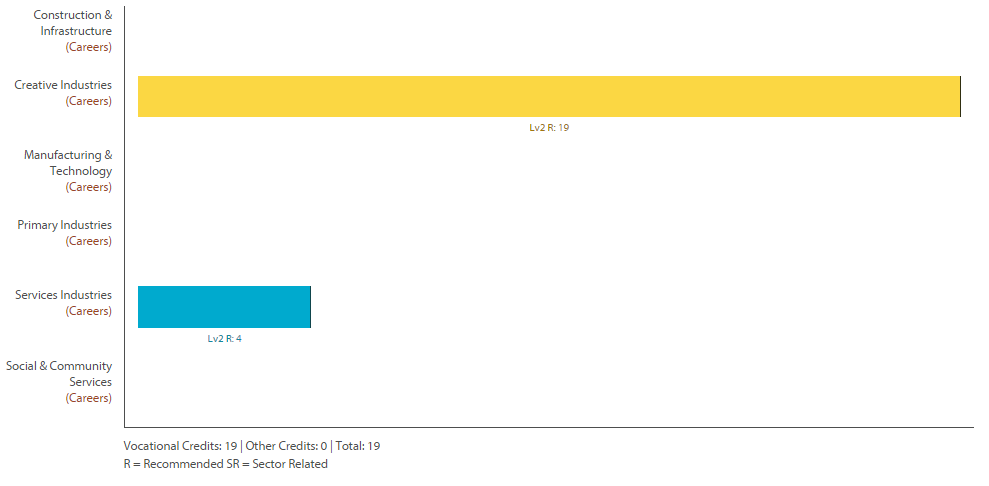 Construction &
Infrastructure
(Careers)
Creative Industries
(Careers)
Lv2 R: 19
Manufacturing &
Technology
(Careers)
Primary Industries
(Careers)
Services Industries
(Careers)
Lv2 R: 4
Social & Community
Services
(Careers)
Vocational Credits: 19 | Other Credits: 0 | Total: 19
R = Recommended SR = Sector Related